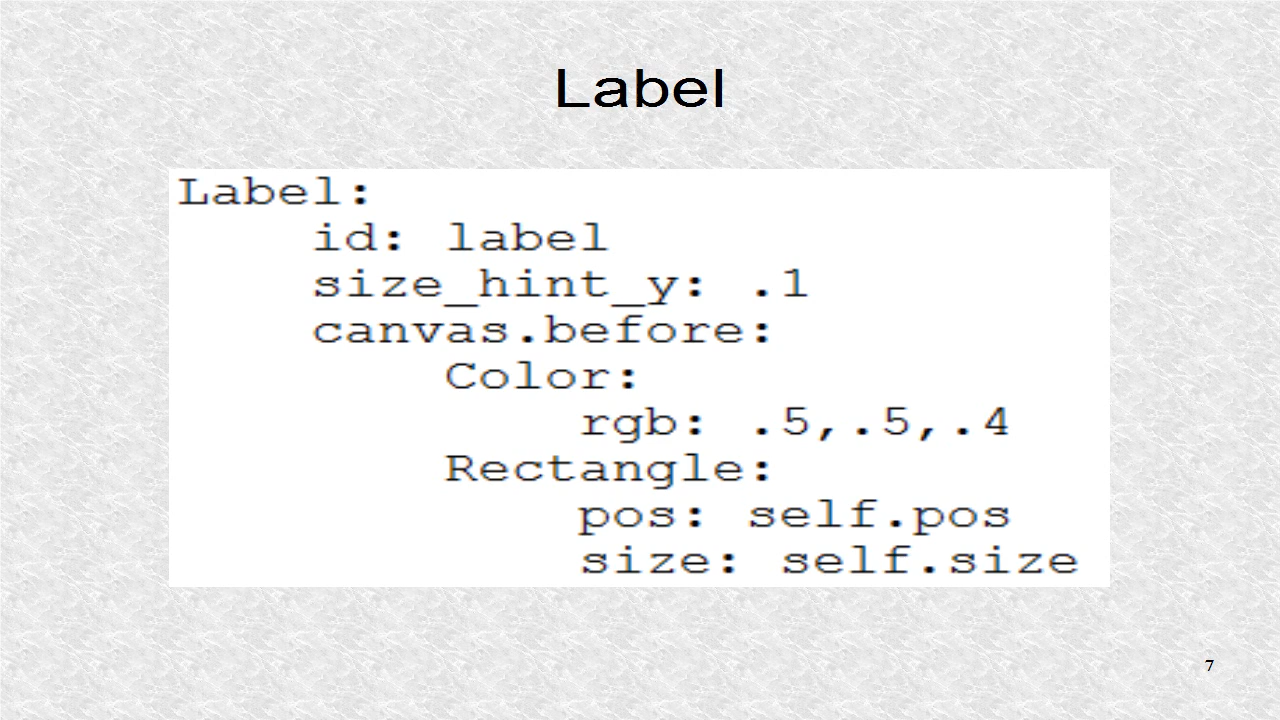 Label
Label:
     id: label
     size_hint_y: .1
     canvas.before:
          Color:
               rgb: .5,.5,.4
          Rectangle:
               pos: self.pos
               size: self.size
7